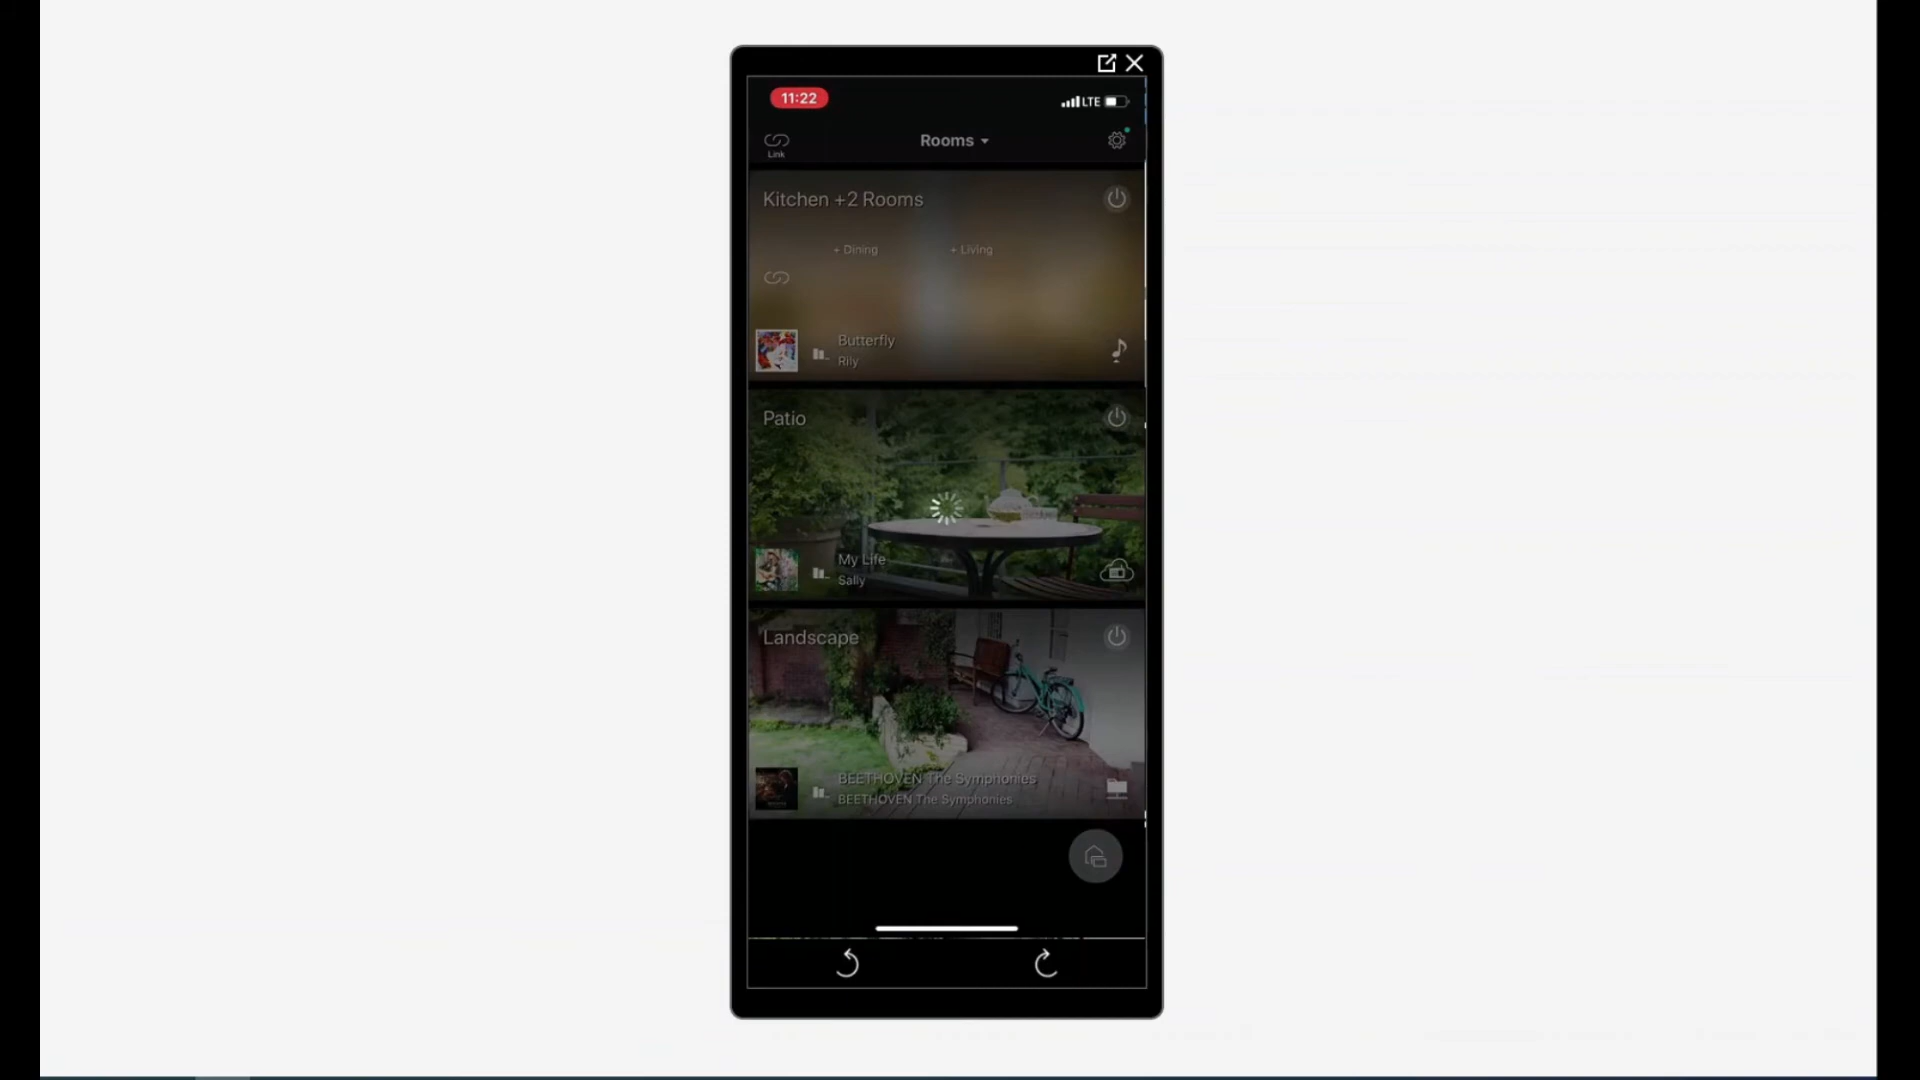 11:22
LTE
Link
Rooms
Kitchen +2 Rooms
+ Dining
+ Living
Butterfly
Rily
Patio
My Life
Sally
Landscape
BEETHOVEN The Symphonies
BEETHOVEN The Symphonies